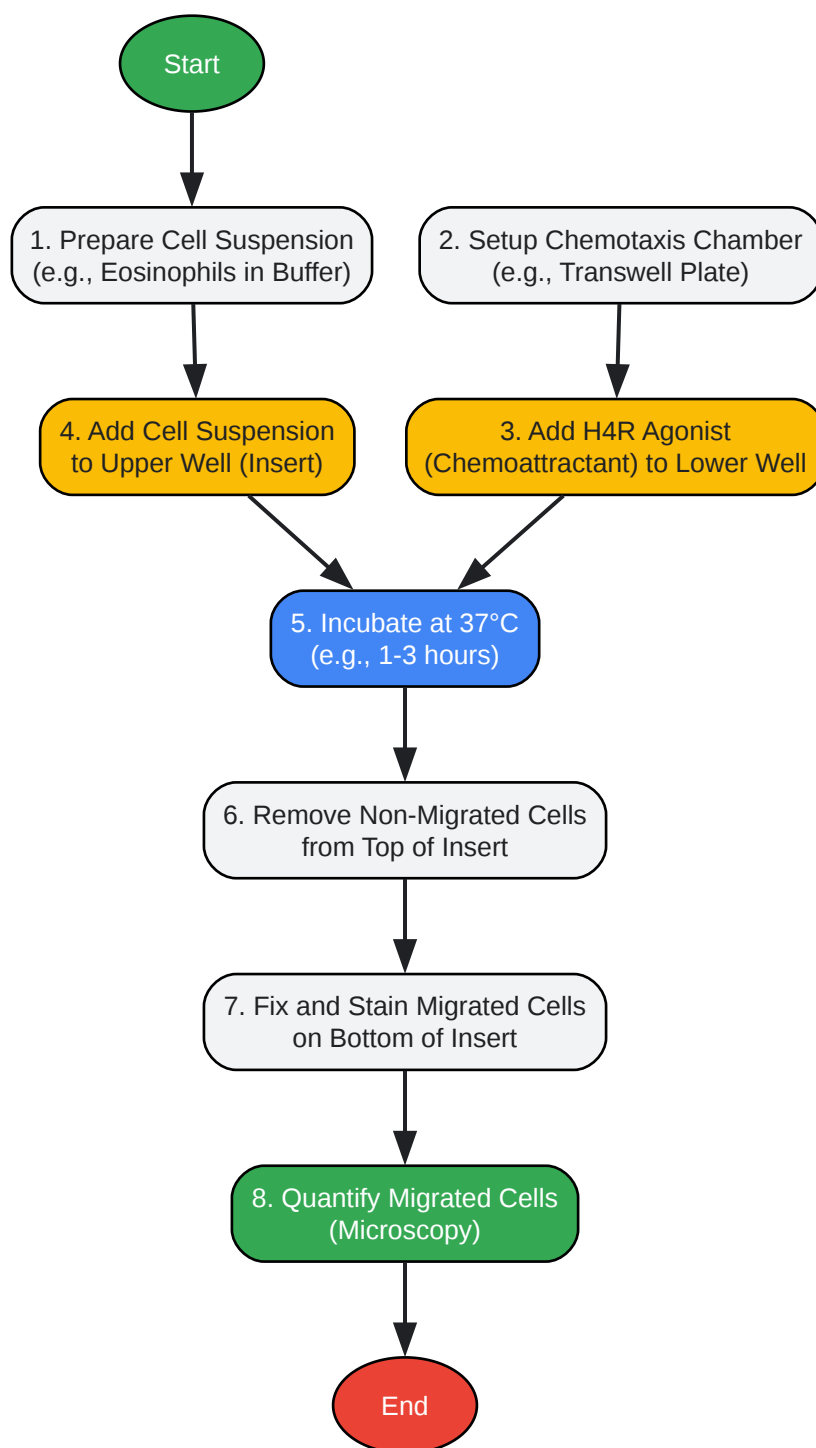 Start
1. Prepare Cell Suspension
(e.g., Eosinophils in Buffer)
2. Setup Chemotaxis Chamber
(e.g., Transwell Plate)
4. Add Cell Suspension
to Upper Well (Insert)
3. Add H4R Agonist
(Chemoattractant) to Lower Well
5. Incubate at 37°C
(e.g., 1-3 hours)
6. Remove Non-Migrated Cells
from Top of Insert
7. Fix and Stain Migrated Cells
on Bottom of Insert
8. Quantify Migrated Cells
(Microscopy)
End